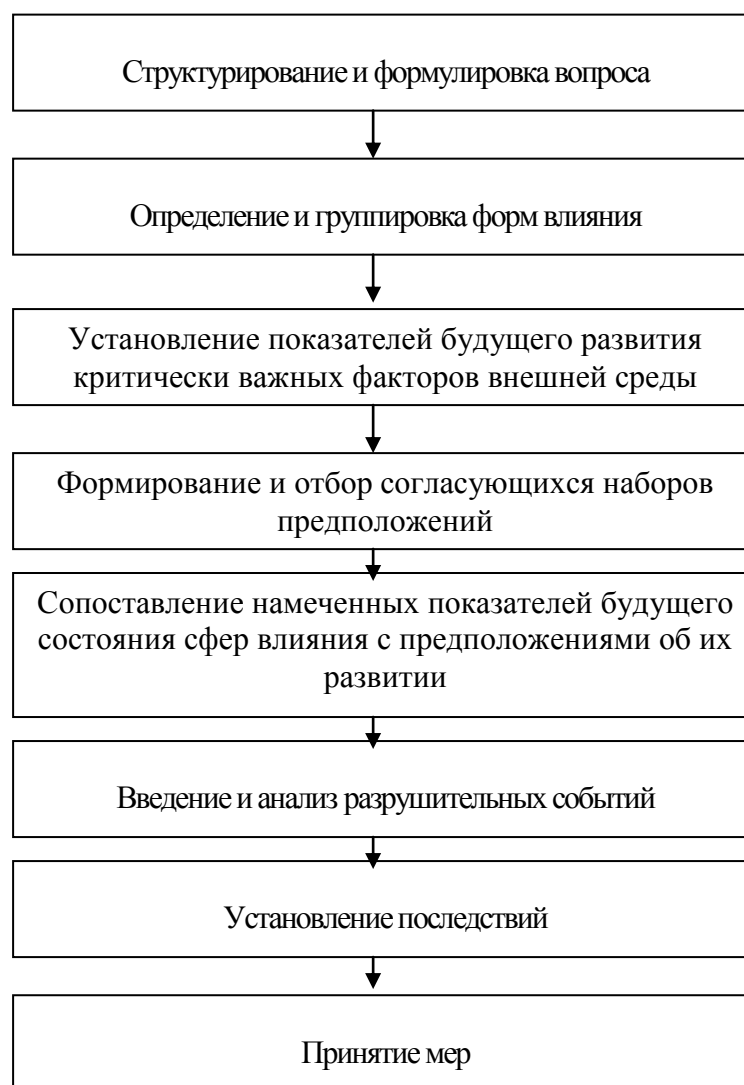 Структурирование и формулировка вопроса
Определение и группировка форм влияния
Установление показателей будущего развития
критически важных факторов внешней среды
Формирование и отбор согласующихся наборов
предположений
Сопоставление намеченных показателей будущего
состояния сфер влияния с предположениями об их
развитии
Введение и анализ разрушительных событий
Установление последствий
Принятие мер